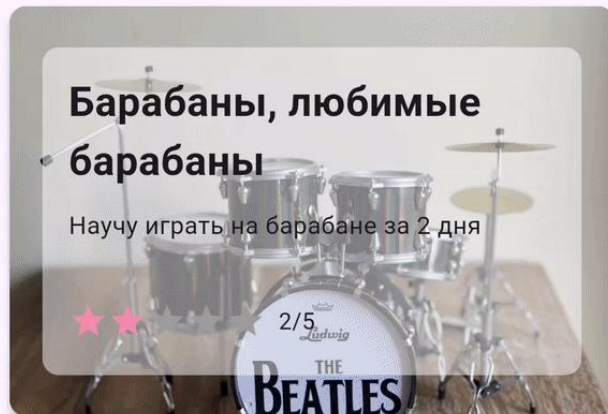 Барабаны, любимые
барабаны
Научу играть на барабане за 2 дня
2/5
Ludwig
THE
BEATLES